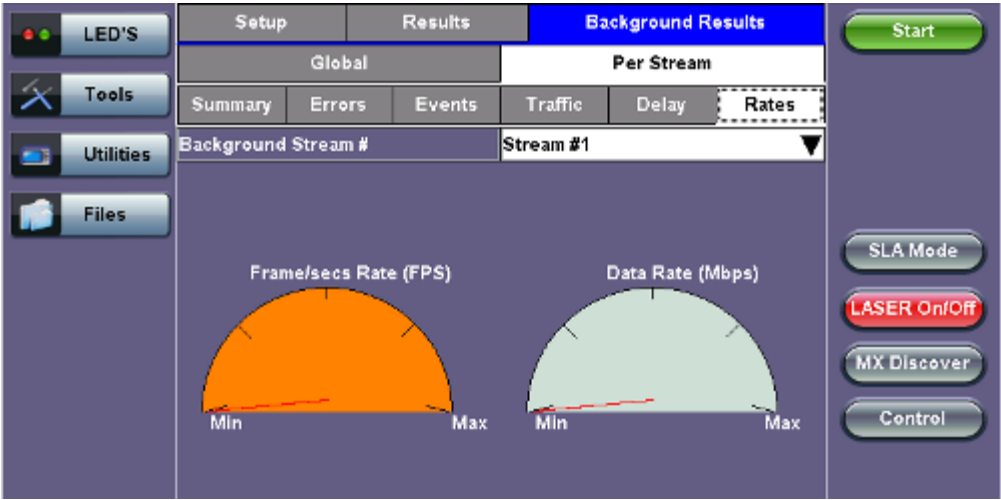 LED'S
Tools
Utilities
Files
Setup Results Background Results
Global Per Stream
Summary Errors Events Traffic Delay Rates
Background Stream # Stream #1
Frame/secs Rate (FPS) Data Rate (Mbps)
Min Max Min Max
Start
SLA Mode
LASER On/Off
MX Discover
Control